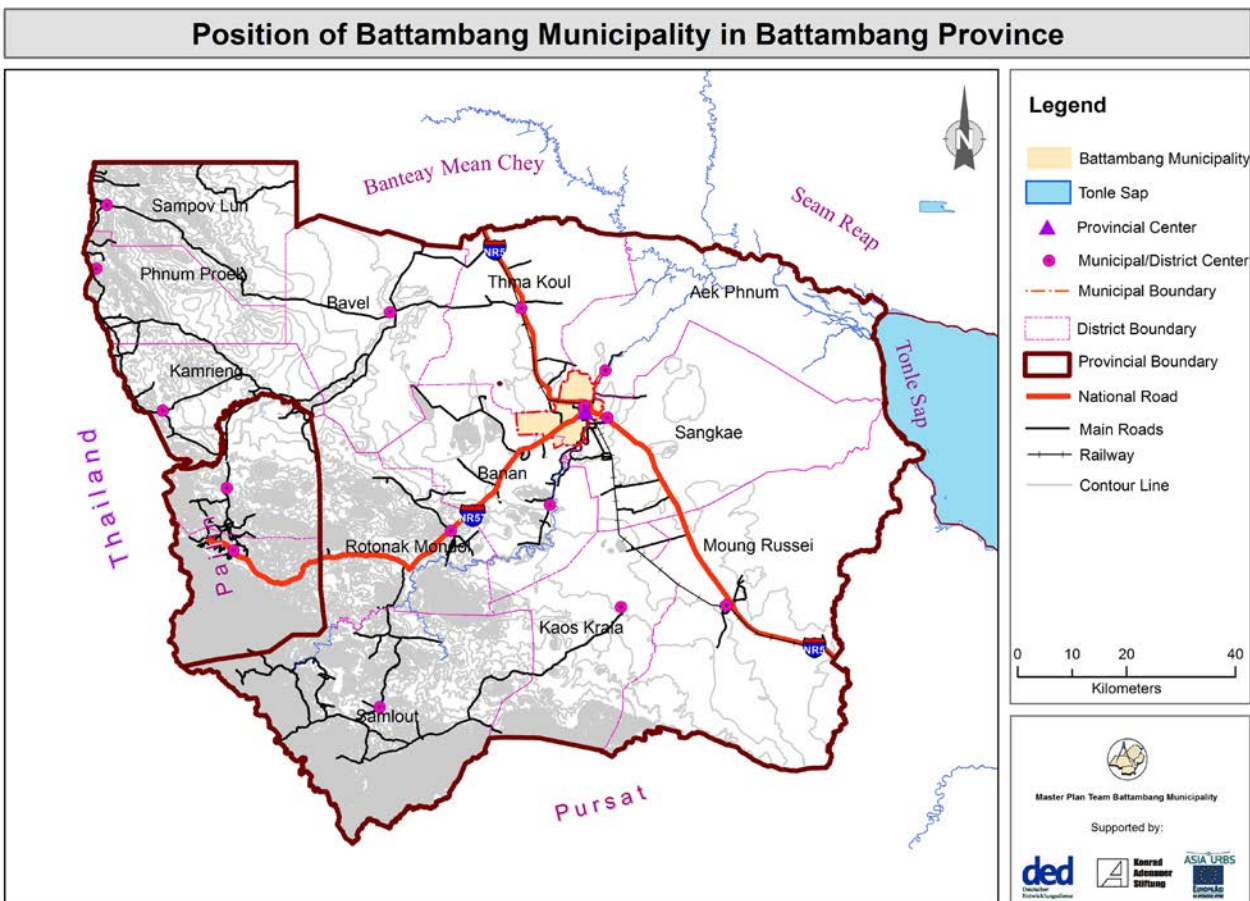 Position of Battambang Municipality in Battambang Province
Banteay Mean Chey
Seam Reap
N
Sampov Lun
NR5
Phnum Proek
Bavel
Thma Koul
Aek Phnum
Kamrieng
Tonle Sap
Thailand
Sangkae
Banan
NR57
Pailin
Rotonak Mondol
Moung Russei
Kaos Krala
NR5
Samlout
Pursat
Legend
Battambang Municipality
Tonle Sap
Provincial Center
Municipal/District Center
Municipal Boundary
District Boundary
Provincial Boundary
National Road
Main Roads
Railway
Contour Line
0 10 20 40
Kilometers
Master Plan Team Battambang Municipality
Supported by:
ded
Deutscher
Entwicklungsdienst
Konrad
Adenauer
Stiftung
ASIA URBS